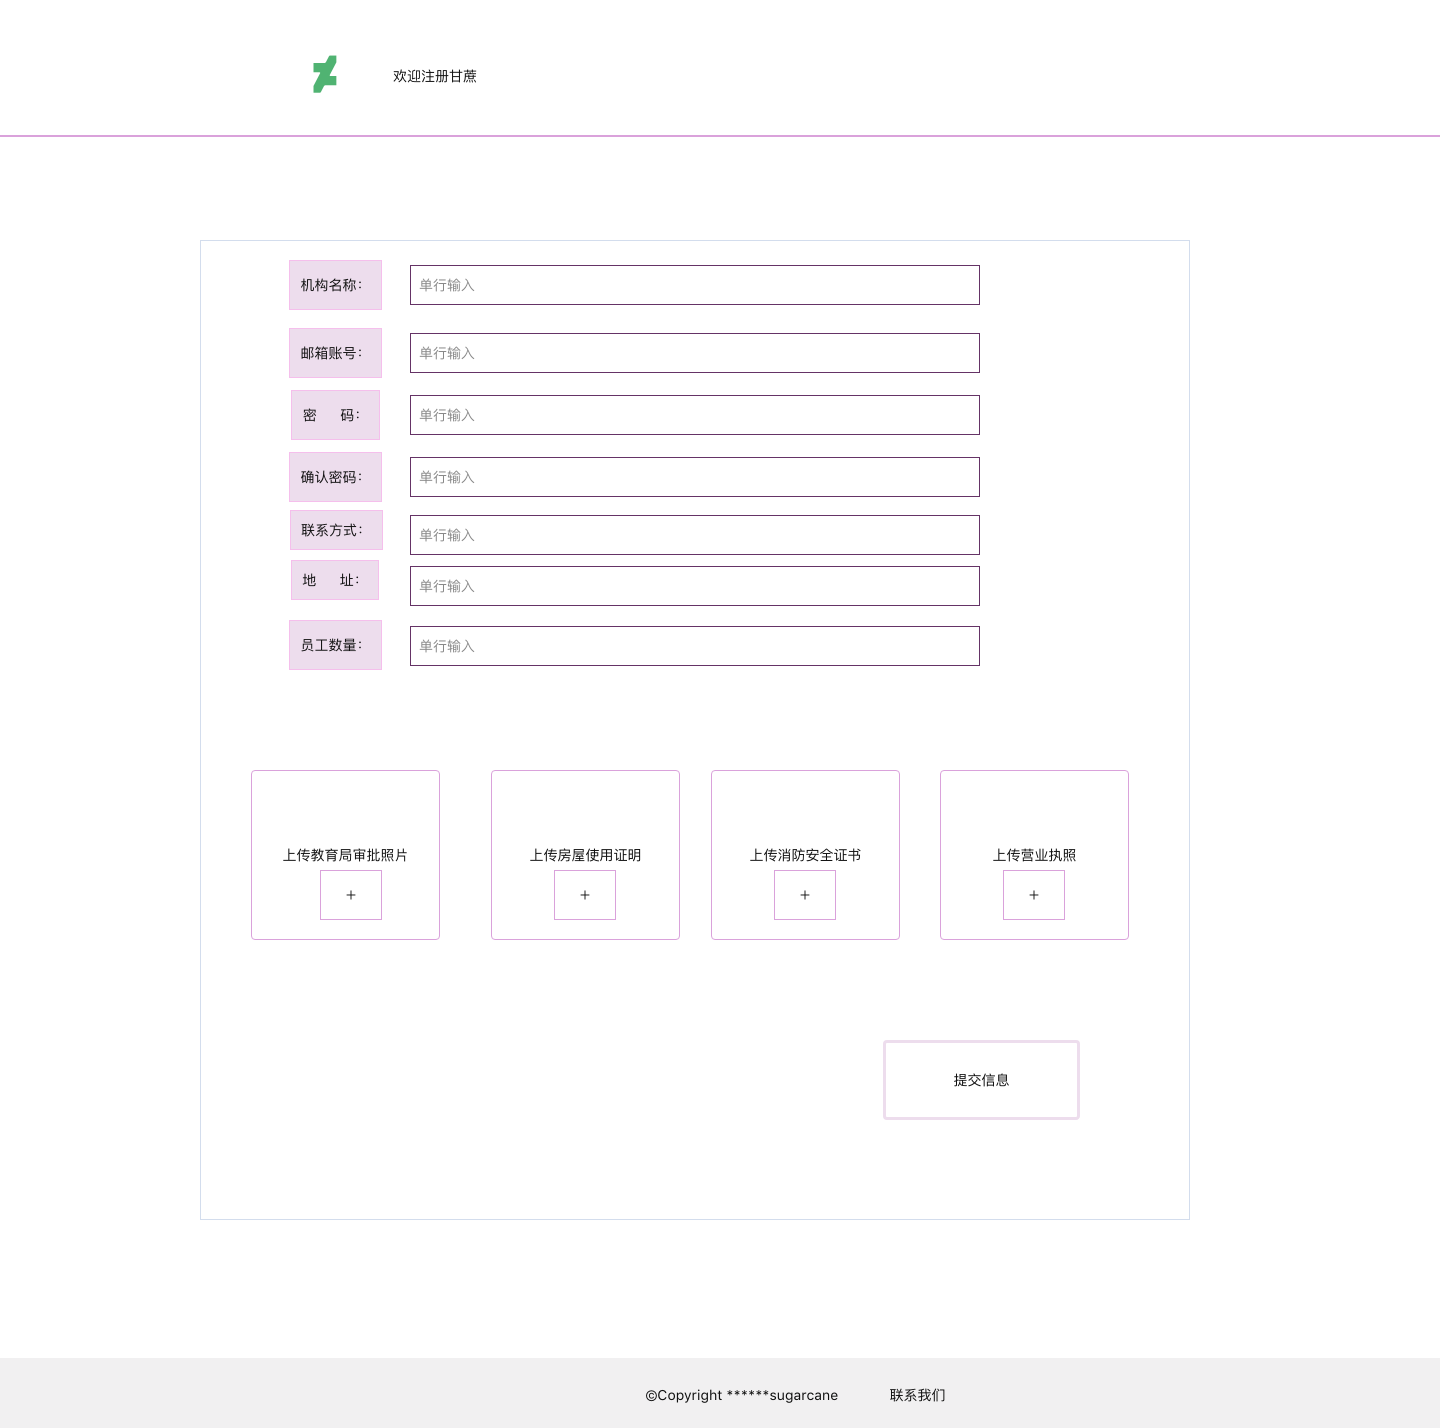 欢迎注册甘蔗
机构名称： 单行输入
邮箱账号： 单行输入
密 码： 单行输入
确认密码： 单行输入
联系方式： 单行输入
地 址： 单行输入
员工数量： 单行输入
上传教育局审批照片 上传房屋使用证明 上传消防安全证书 上传营业执照
+ + + +
提交信息
©Copyright ******sugarcane 联系我们